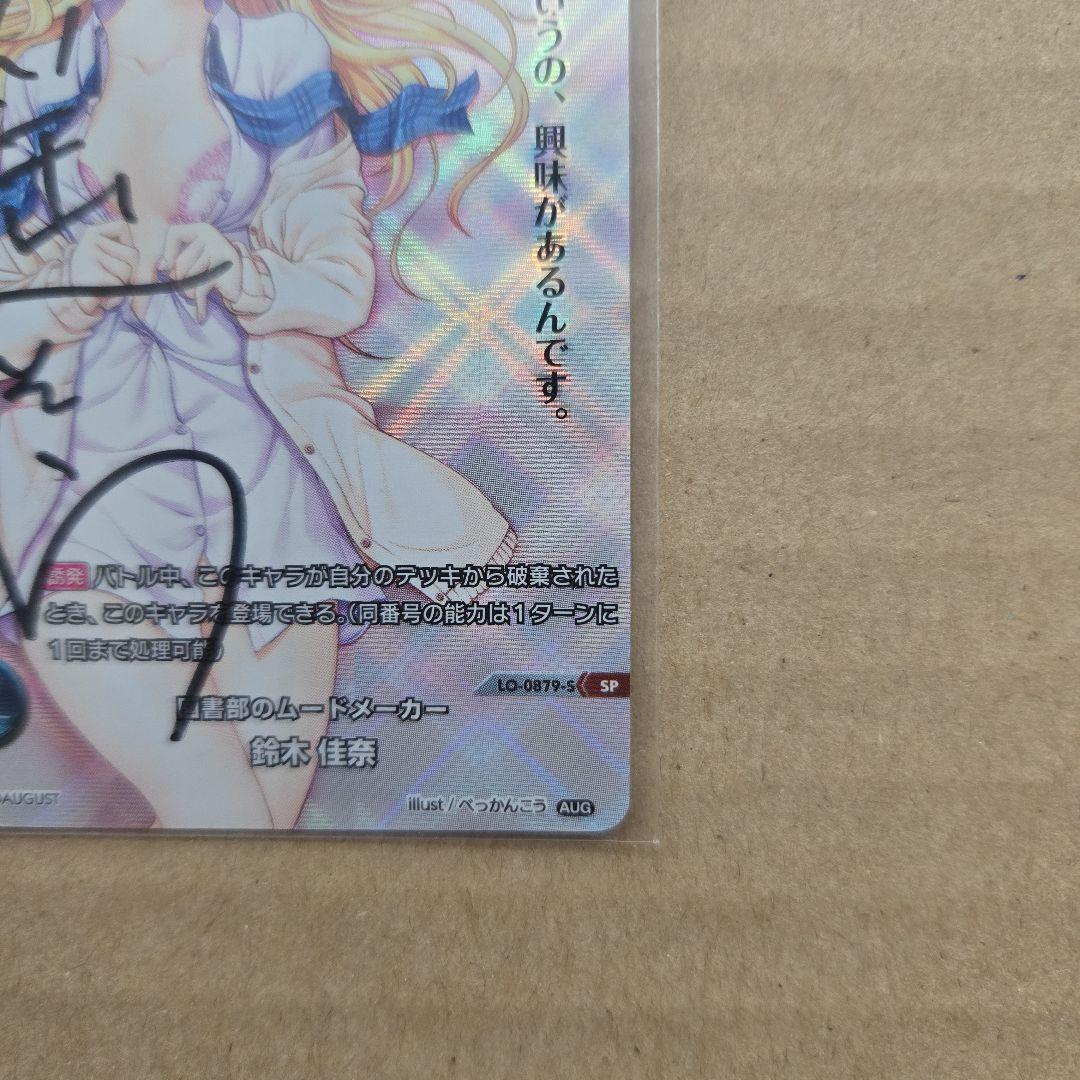 うの、興味があるんです。
誘発 バトル中、このキャラが自分のデッキから破棄された
とき、このキャラを登場できる。(同番号の能力は1ターンに
1回まで処理可能)
LO-0879-S SP
図書部のムードメーカー
鈴木 佳奈
AUGUST
illust / べっかんこう AUG